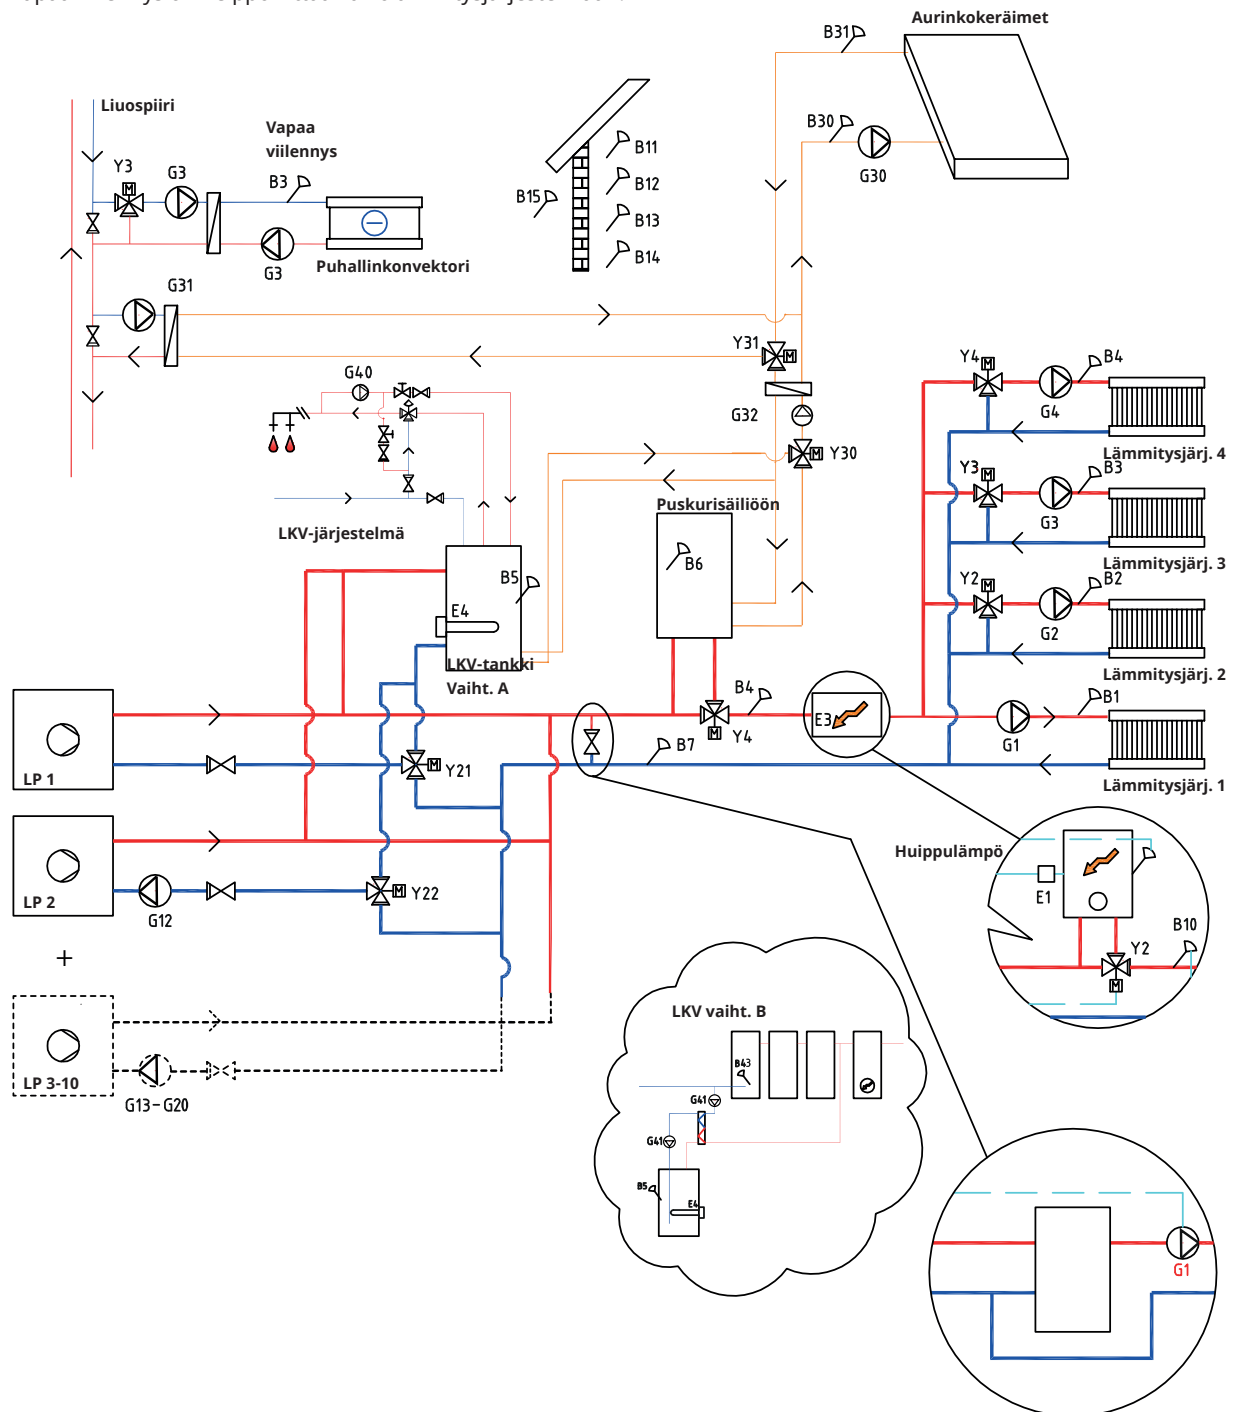 Aurinkokeräimet
B31
Liuospiiri
Vapaa
viilennys
B30
G30
Y3
G3
B3
B11
B12
B15
B13
B14
G3
Puhallinkonvektori
G31
Y31
G40
G32
Y30
Y4
B4
G4
Lämmitysjärj. 4
Y3
B3
G3
Lämmitysjärj. 3
Puskurisäiliöön
LKV-järjestelmä
B6
B5
E4
Y2
B2
G2
Lämmitysjärj. 2
LKV-tankki
Vaiht. A
B4
Y4
E3
B1
G1
Lämmitysjärj. 1
B7
Y21
LP 1
Huippulämpö
E1
LP 2
G12
Y22
B10
Y2
+
LKV vaiht. B
B43
G41
G41
B5
E4
LP 3-10
G13-G20
G1